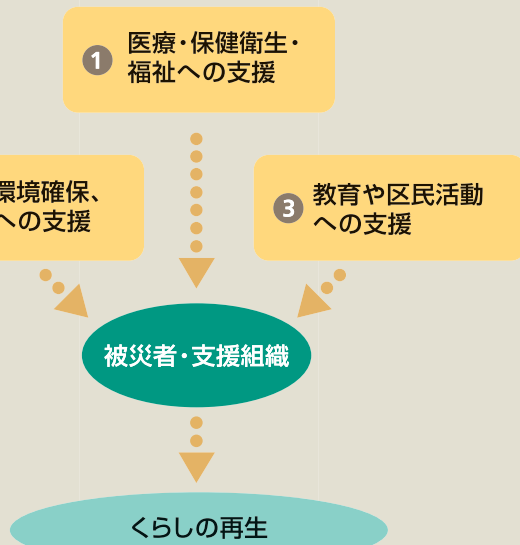 1 医療・保健衛生・
福祉への支援
環境確保、
への支援
3 教育や区民活動
への支援
被災者・支援組織
くらしの再生